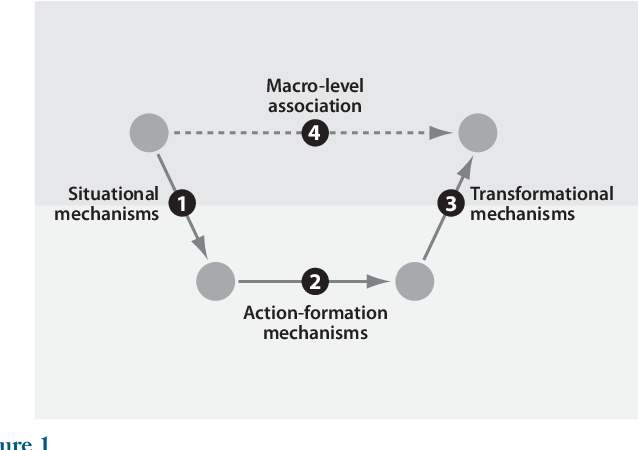 Macro-level
association
4
Situational
mechanisms
1
3
Transformational
mechanisms
2
Action-formation
mechanisms
ure 1